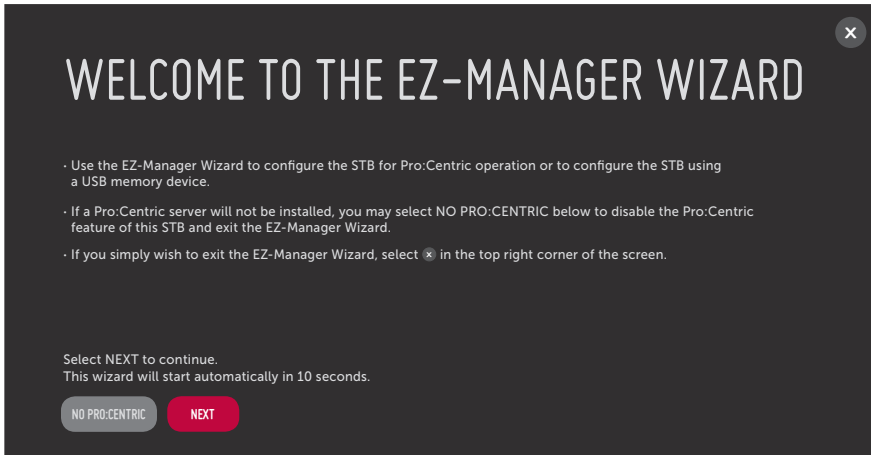 X
WELCOME TO THE EZ-MANAGER WIZARD
· Use the EZ-Manager Wizard to configure the STB for Pro:Centric operation or to configure the STB using
a USB memory device.
· If a Pro:Centric server will not be installed, you may select NO PRO:CENTRIC below to disable the Pro:Centric
feature of this STB and exit the EZ-Manager Wizard.
· If you simply wish to exit the EZ-Manager Wizard, select x in the top right corner of the screen.
Select NEXT to continue.
This wizard will start automatically in 10 seconds.
NO PRO:CENTRIC NEXT